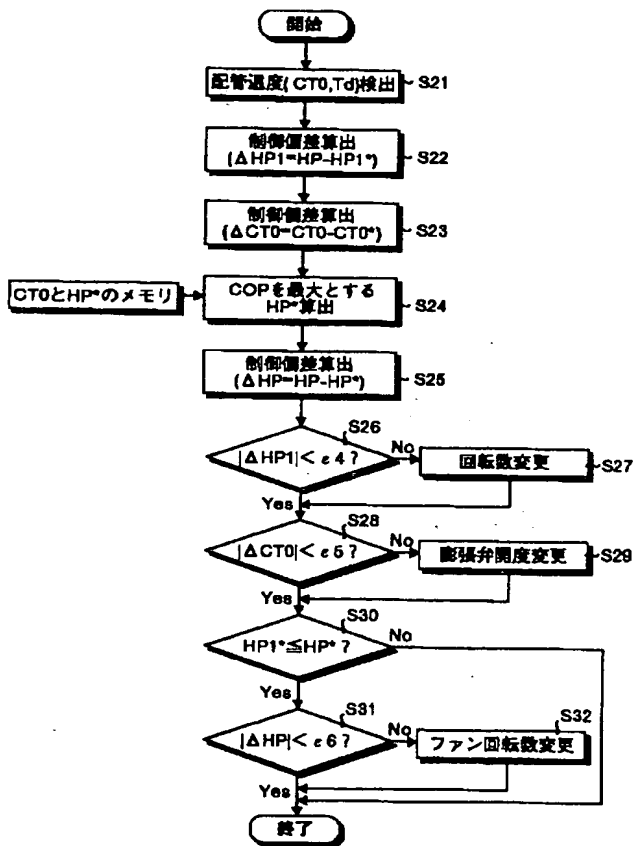 開始
配管温度(CT0,Td)検出
S21
制御偏差算出
(ΔHP1=HP-HP1*)
S22
制御偏差算出
(ΔCT0=CT0-CT0*)
S23
CT0とHP*のメモリ
COPを最大とする
HP*算出
S24
制御偏差算出
(ΔHP=HP-HP*)
S25
S26
|ΔHP1|<ε4?
No
回転数変更
S27
Yes
S28
|ΔCT0|<ε5?
No
膨張弁開度変更
S29
Yes
S30
HP1*≦HP*?
No
Yes
S31
|ΔHP|<ε6?
No
S32
ファン回転数変更
Yes
終了